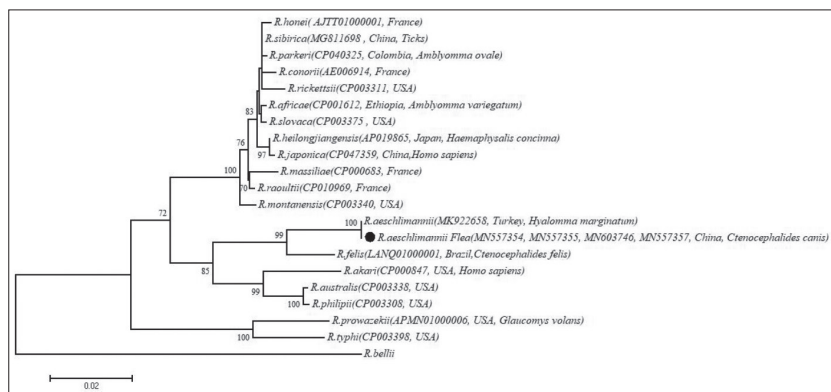 R.honei( AJTT01000001, France)
R.sibirica(MG811698 , China, Ticks)
R.parkeri(CP040325, Colombia, Amblyomma ovale)
R.conorii(AE006914, France)
R.rickettsii(CP003311, USA)
83
R.africae(CP001612, Ethiopia, Amblyomma variegatum)
R.slovaca(CP003375 , USA)
R.heilongjiangensis(AP019865, Japan, Haemaphysalis concinna)
76
97
R.japonica(CP047359, China,Homo sapiens)
100
R.massiliae(CP000683, France)
70
R.raoultii(CP010969, France)
R.montanensis(CP003340, USA)
72
R.aeschlimannii(MK922658, Turkey, Hyalomma marginatum)
100
R.aeschlimannii Flea(MN557354, MN557355, MN603746, MN557357, China, Ctenocephalides canis)
99
R.felis(LANQ01000001, Brazil,Ctenocephalides felis)
85
R.akari(CP000847, USA, Homo sapiens)
99
R.australis(CP003338, USA)
100
R.philipii(CP003308, USA)
R.prowazekii(APMN01000006, USA, Glaucomys volans)
100
R.typhi(CP003398, USA)
R.bellii
0.02